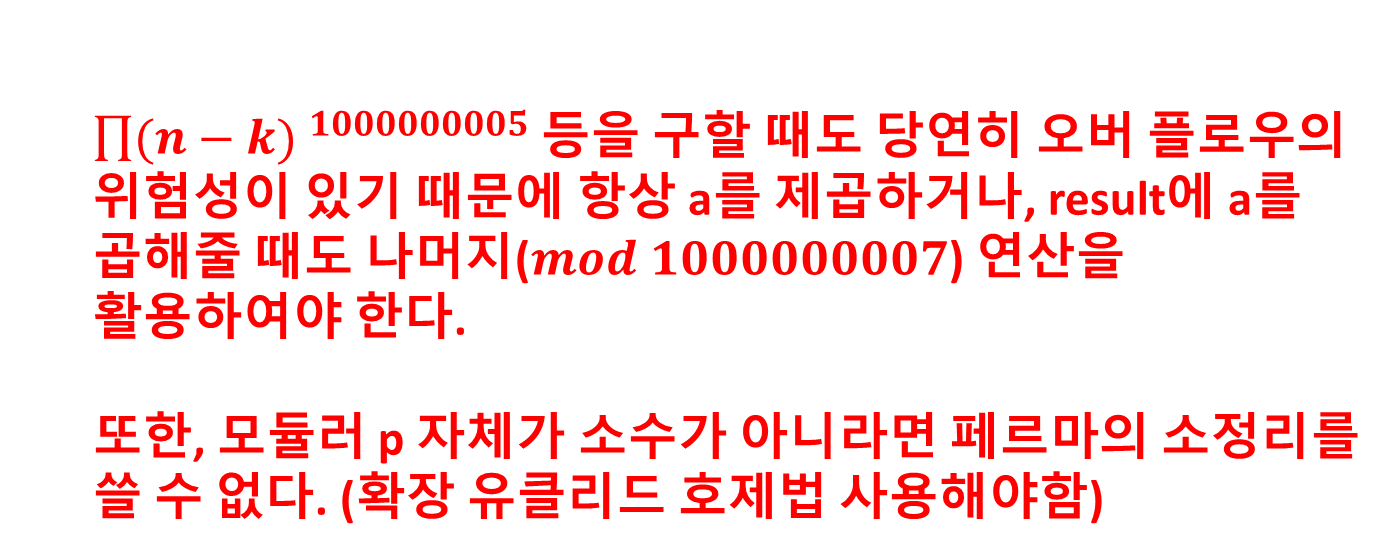 ∏(n − k) ^1000000005 등을 구할 때도 당연히 오버 플로우의
위험성이 있기 때문에 항상 a를 제곱하거나, result에 a를
곱해줄 때도 나머지(mod 1000000007) 연산을
활용하여야 한다.
또한, 모듈러 p 자체가 소수가 아니라면 페르마의 소정리를
쓸 수 없다. (확장 유클리드 호제법 사용해야함)